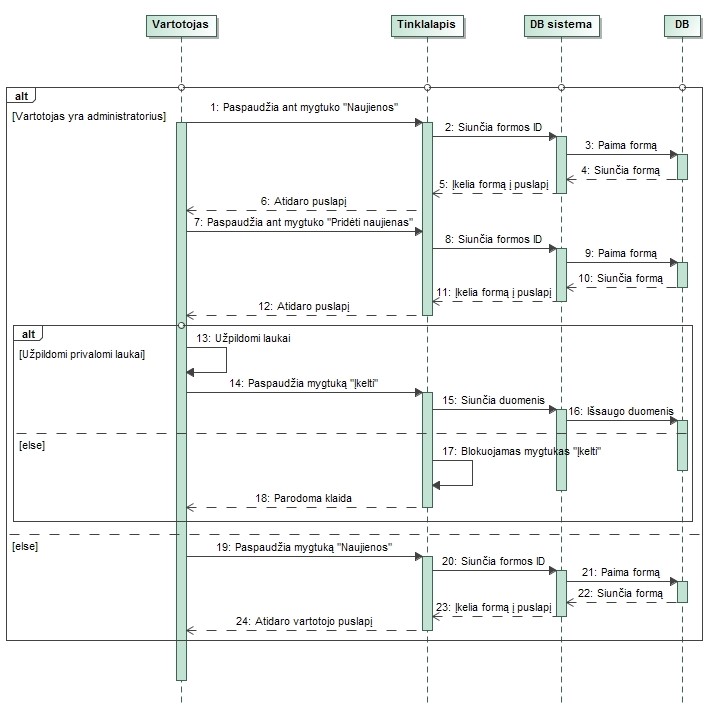 Vartotojas
Tinklalapis
DB sistema
DB
alt
[Vartotojas yra administratorius]
1: Paspaudžia ant mygtuko "Naujienos"
2: Siunčia formos ID
3: Paima formą
4: Siunčia formą
5: Įkelia formą į puslapį
6: Atidaro puslapį
7: Paspaudžia ant mygtuko "Pridėti naujienas"
8: Siunčia formos ID
9: Paima formą
10: Siunčia formą
11: Įkelia formą į puslapį
12: Atidaro puslapį
alt
[Užpildomi privalomi laukai]
13: Užpildomi laukai
14: Paspaudžia mygtuką "Įkelti"
15: Siunčia duomenis
16: Išsaugo duomenis
[else]
17: Blokuojamas mygtukas "Įkelti"
18: Parodoma klaida
[else]
19: Paspaudžia mygtuką "Naujienos"
20: Siunčia formos ID
21: Paima formą
22: Siunčia formą
23: Įkelia formą į puslapį
24: Atidaro vartotojo puslapį